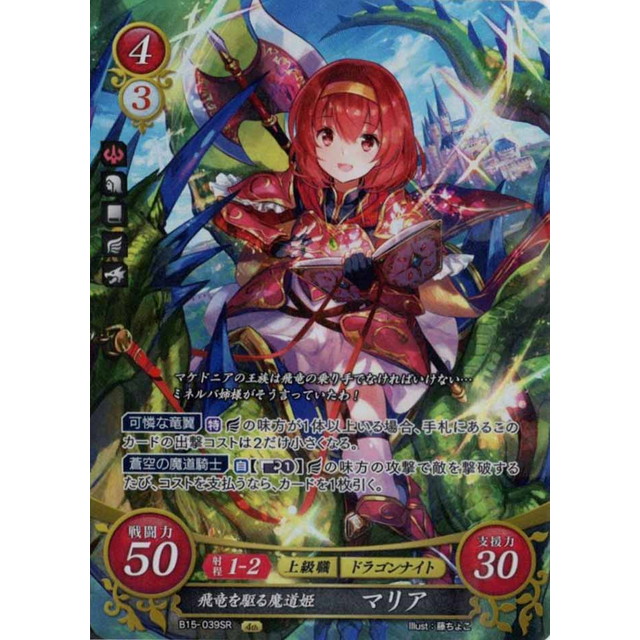 4
3
マケドニアの王族は飛竜の乗り手でなければいけない…
ミネルバ姉様がそう言っていたわ！
可憐な竜翼 特 の味方が1体以上いる場合、手札にあるこの
カードの出撃コストは2だけ小さくなる。
蒼空の魔道騎士 自【 1】 の味方の攻撃で敵を撃破する
たび、コストを支払うなら、カードを1枚引く。
戦闘力
50
射程 1-2
上級職
ドラゴンナイト
支援力
30
飛竜を駆る魔道姫 マリア
B15-039SR 4th
Illust：藤ちょこ